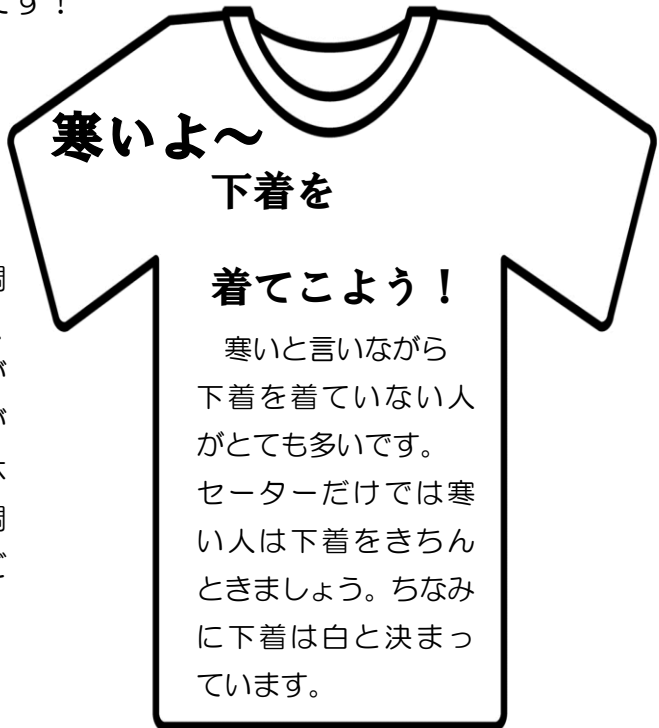 です！
寒いよ～
下着を
着てこよう！
寒いと言いながら
下着を着ていない人
がとても多いです。
セーターだけでは寒
い人は下着をきちん
ときましょう。ちなみ
に下着は白と決まっ
ています。